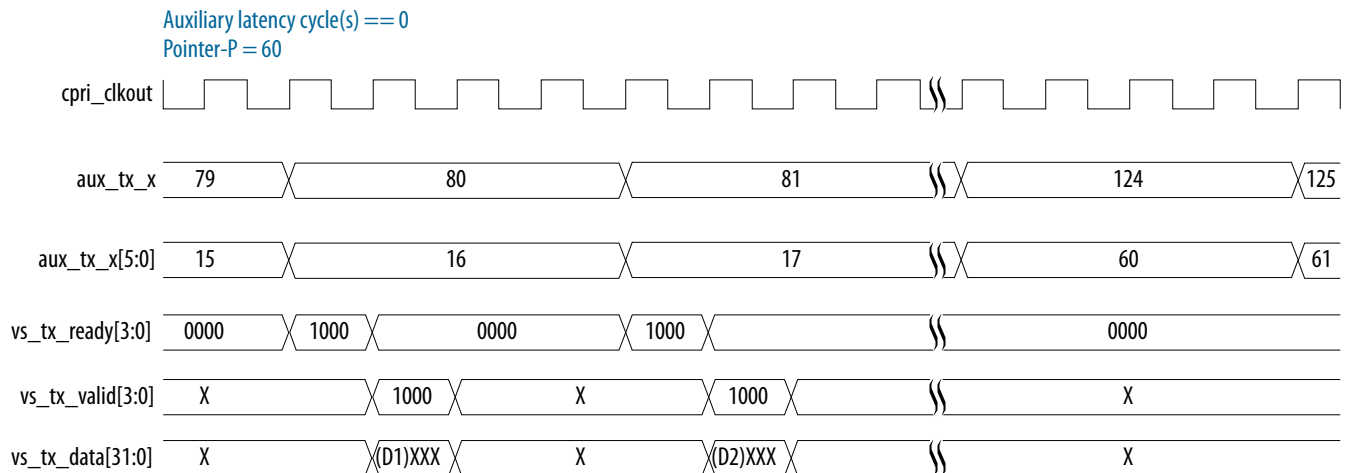 Auxiliary latency cycle(s) == 0
Pointer-P = 60
cpri_clkout
aux_tx_x 79 80 81 124 125
aux_tx_x[5:0] 15 16 17 60 61
vs_tx_ready[3:0] 0000 1000 0000 1000 0000
vs_tx_valid[3:0] X 1000 X 1000 X
vs_tx_data[31:0] X (D1)XXX X (D2)XXX X